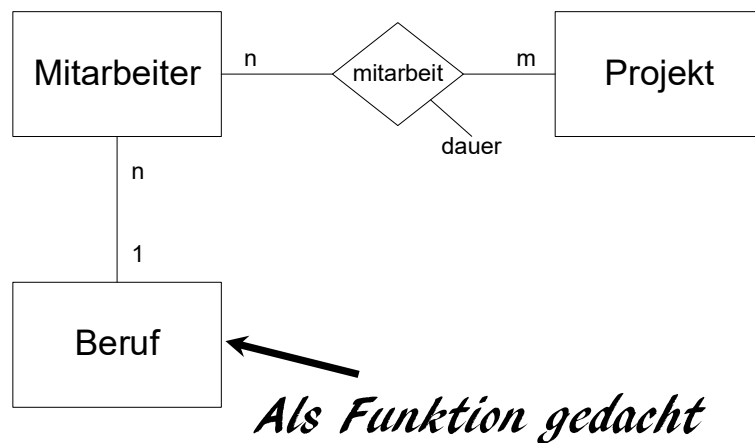 Mitarbeiter
n
mitarbeit
m
Projekt
dauer
n
1
Beruf
Als Funktion gedacht